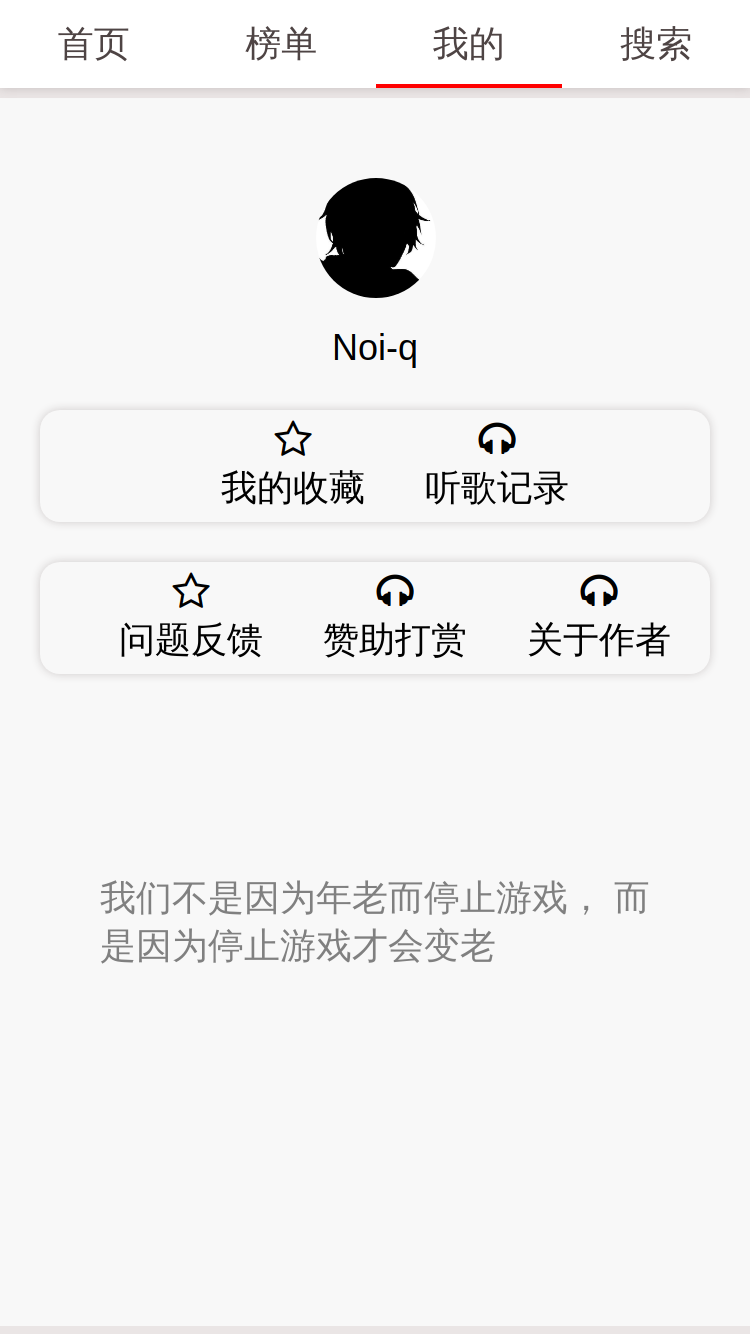 首页 榜单 我的 搜索
Noi-q
我的收藏 听歌记录
问题反馈 赞助打赏 关于作者
我们不是因为年老而停止游戏， 而
是因为停止游戏才会变老